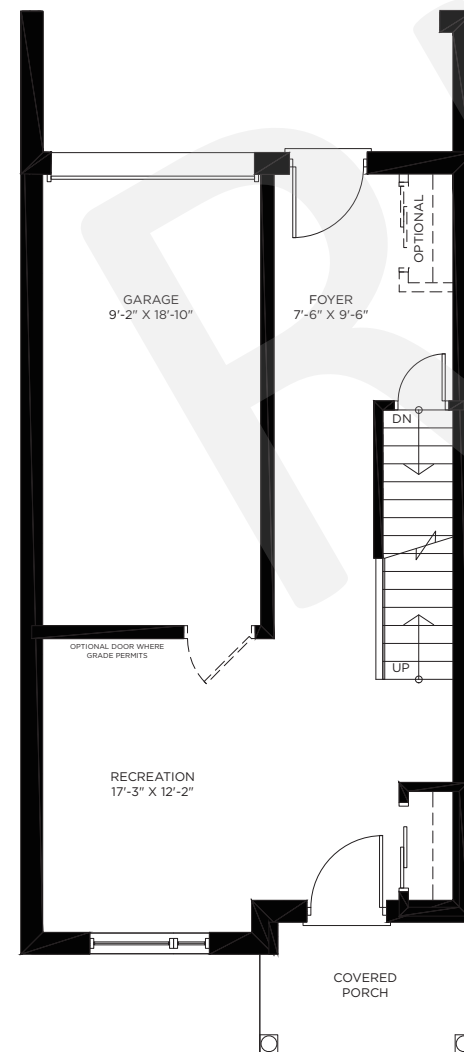 OPTIONAL
GARAGE
9'-2" X 18'-10"
FOYER
7'-6" X 9'-6"
DN
UP
OPTIONAL DOOR WHERE
GRADE PERMITS
RECREATION
17'-3" X 12'-2"
COVERED
PORCH